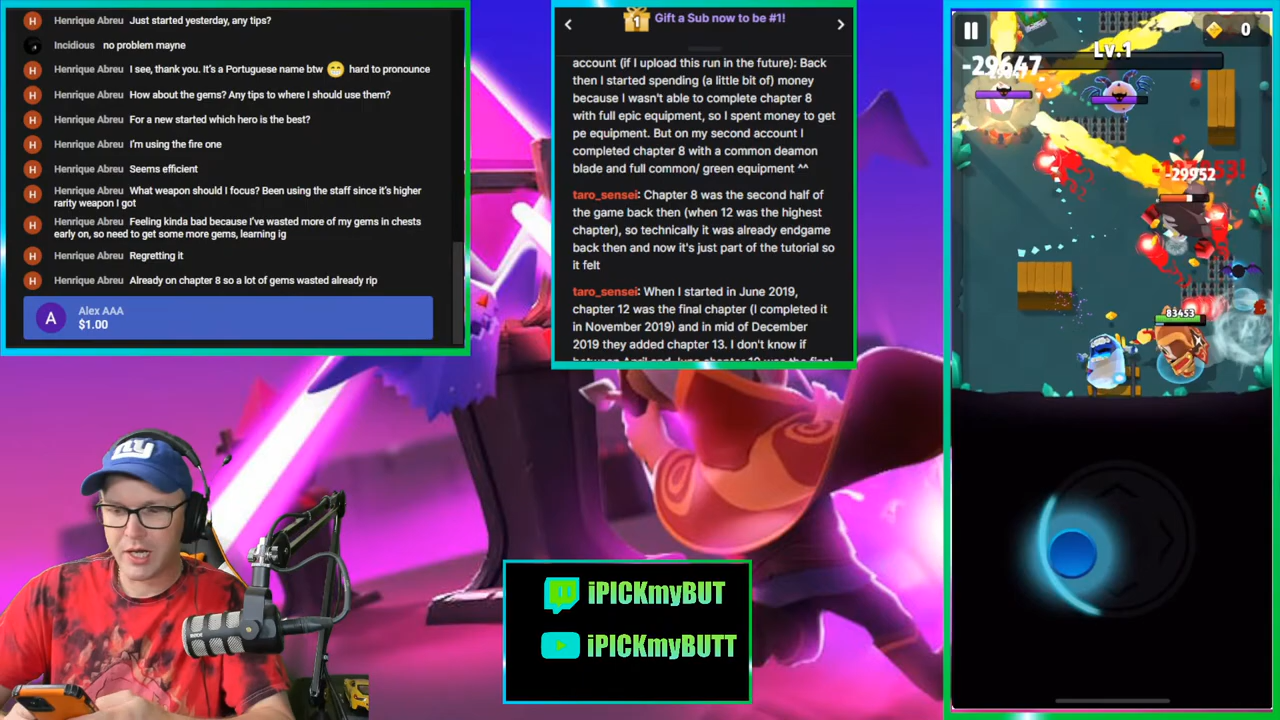 Henrique Abreu Just started yesterday, any tips?
Incidious no problem mayne
Henrique Abreu I see, thank you. It's a Portuguese name btw 😁 hard to pronounce
Henrique Abreu How about the gems? Any tips to where I should use them?
Henrique Abreu For a new started which hero is the best?
Henrique Abreu I'm using the fire one
Henrique Abreu Seems efficient
Henrique Abreu What weapon should I focus? Been using the staff since it's higher
rarity weapon I got
Henrique Abreu Feeling kinda bad because I've wasted more of my gems in chests
early on, so need to get some more gems, learning ig
Henrique Abreu Regretting it
Henrique Abreu Already on chapter 8 so a lot of gems wasted already rip
Alex AAA
$1.00
1 Gift a Sub now to be #1!
account (if I upload this run in the future): Back
then I started spending (a little bit of) money
because I wasn't able to complete chapter 8
with full epic equipment, so I spent money to get
pe equipment. But on my second account I
completed chapter 8 with a common deamon
blade and full common/ green equipment ^^
taro_sensei: Chapter 8 was the second half of
the game back then (when 12 was the highest
chapter), so technically it was already endgame
back then and now it's just part of the tutorial so
it felt
taro_sensei: When I started in June 2019,
chapter 12 was the final chapter (I completed it
in November 2019) and in mid of December
2019 they added chapter 13. I don't know if
between April and June chapter 10 was the final
0
Lv.1
-29647
-29952
83453
NY
RODE
iPICKmyBUT
iPICKmyBUTT